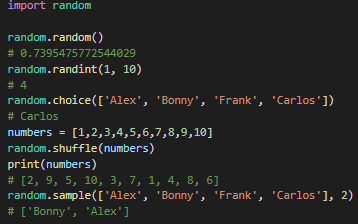 import random
random.random()
# 0.7395475772544029
random.randint(1, 10)
# 4
random.choice(['Alex', 'Bonny', 'Frank', 'Carlos'])
# Carlos
numbers = [1,2,3,4,5,6,7,8,9,10]
random.shuffle(numbers)
print(numbers)
# [2, 9, 5, 10, 3, 7, 1, 4, 8, 6]
random.sample(['Alex', 'Bonny', 'Frank', 'Carlos'], 2)
# ['Bonny', 'Alex']